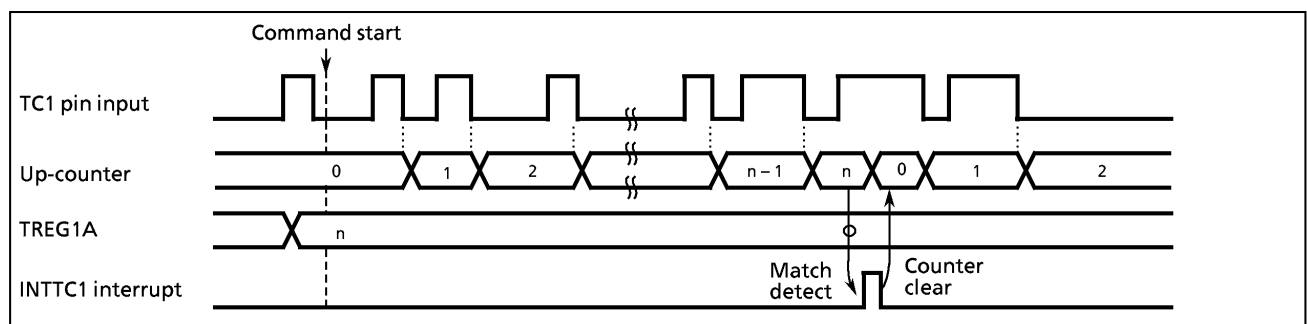 Command start
TC1 pin input
Up-counter
0 1 2 n – 1 n 0 1 2
TREG1A
n
Match detect
Counter clear
INTTC1 interrupt